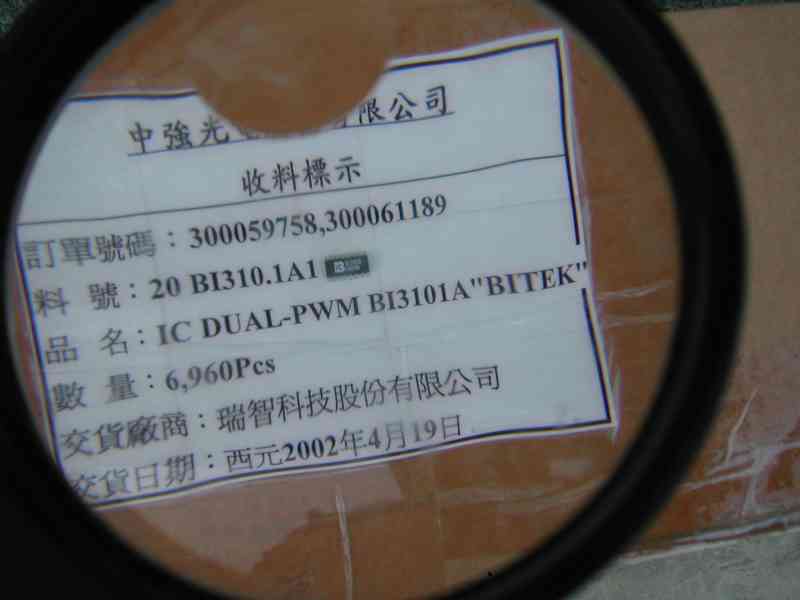 中強光 有限公司
收料標示
訂單號碼：300059758,300061189
料 號：20 BI310.1A1
品 名：IC DUAL-PWM BI3101A"BITEK"
數 量：6,960Pcs
交貨廠商：瑞智科技股份有限公司
交貨日期：西元2002年4月19日